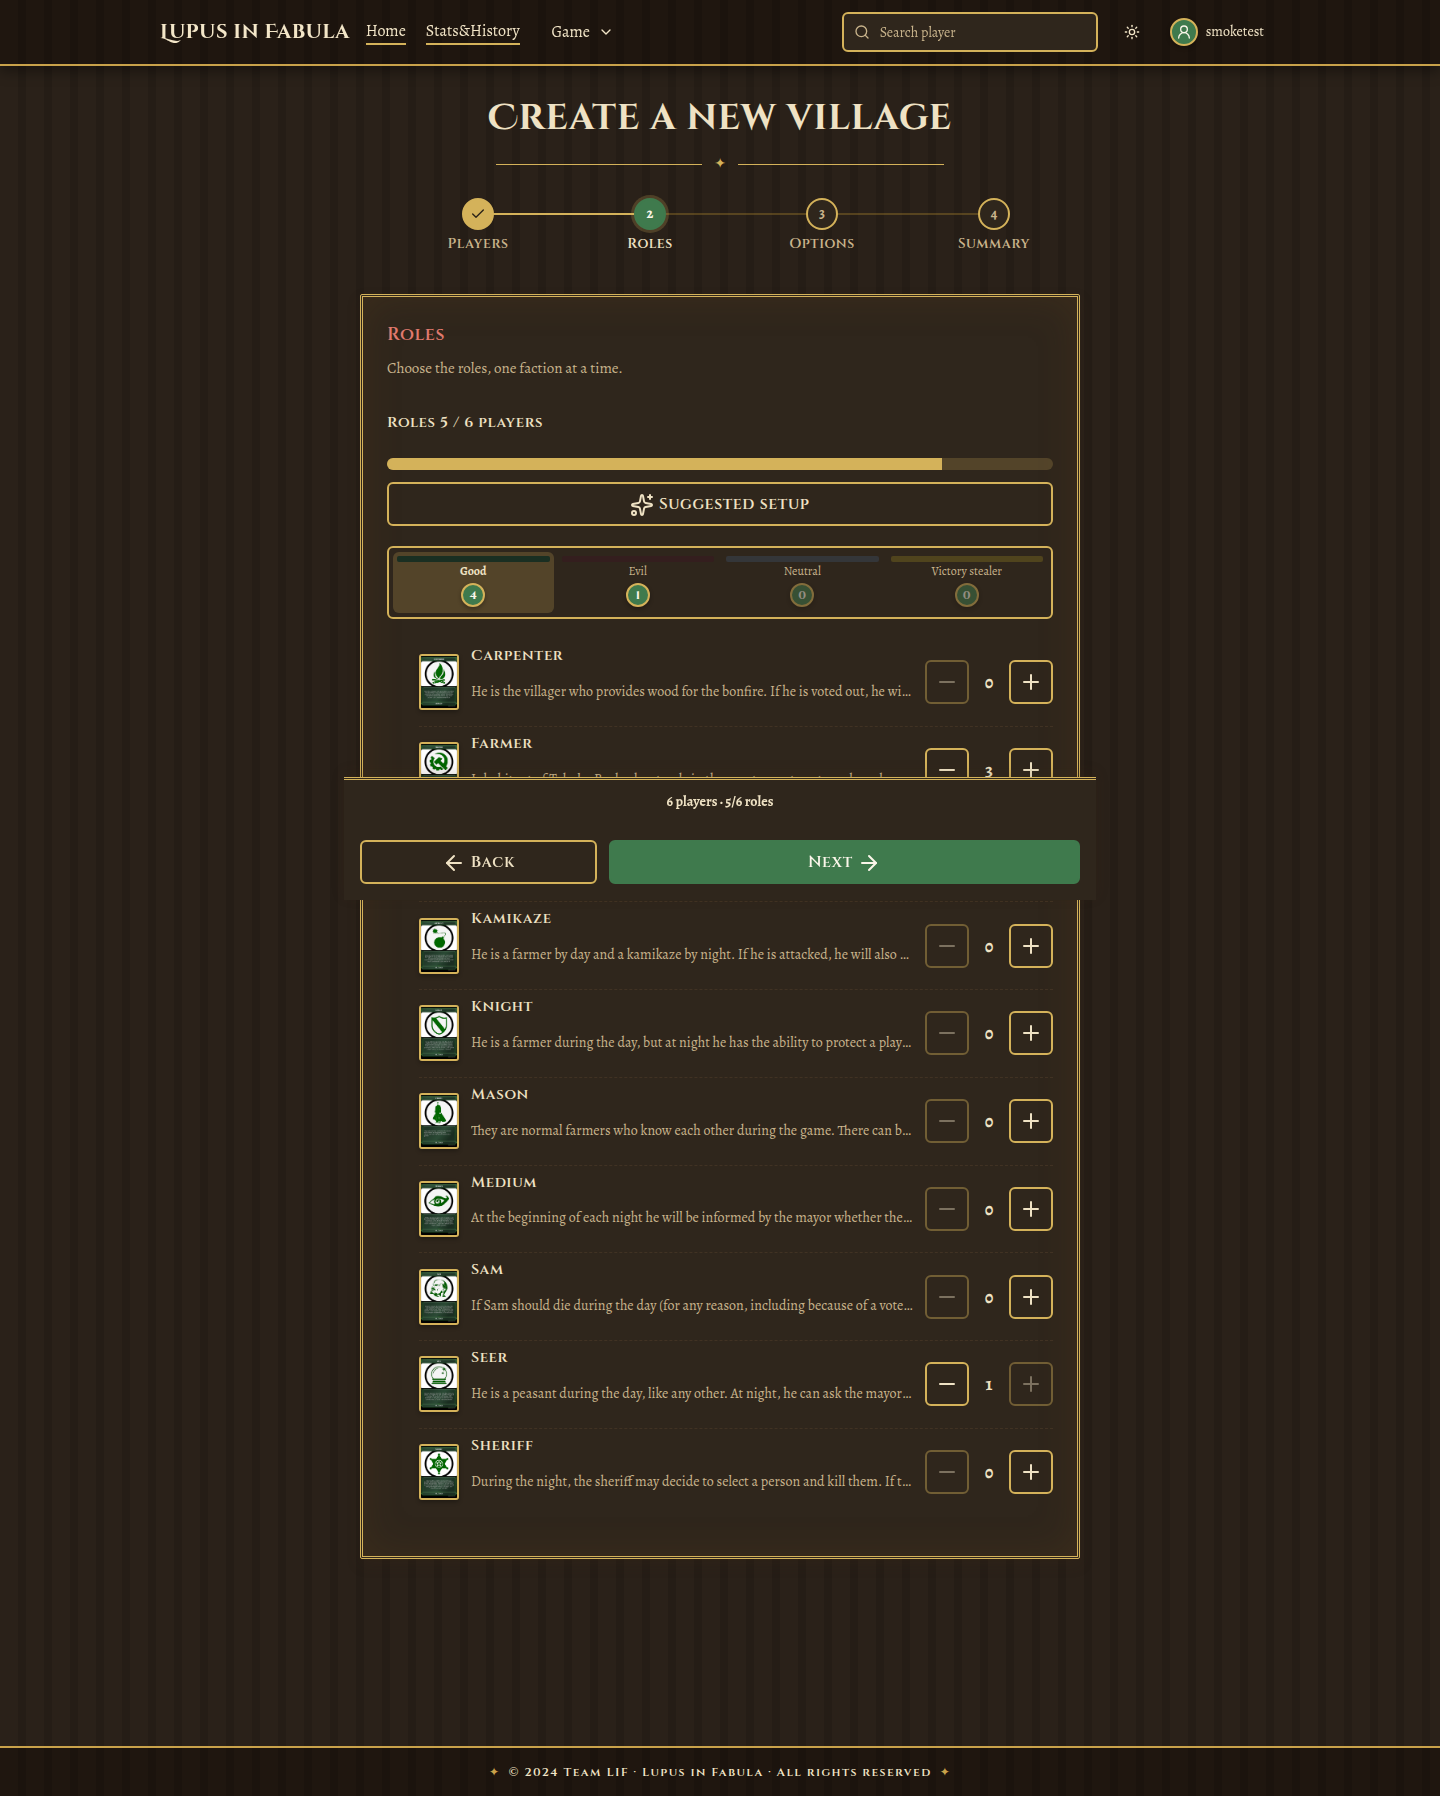 Lupus in Fabula
Home
Stats&History
Game
Search player
smoketest
Create a new village
Players
2
Roles
3
Options
4
Summary
Roles
Choose the roles, one faction at a time.
Roles 5 / 6 players
Suggested setup
Good
4
Evil
1
Neutral
0
Victory stealer
0
Carpenter
He is the villager who provides wood for the bonfire. If he is voted out, he wi...
0
Farmer
3
6 players · 5/6 roles
Back
Next
Kamikaze
He is a farmer by day and a kamikaze by night. If he is attacked, he will also ...
0
Knight
He is a farmer during the day, but at night he has the ability to protect a play...
0
Mason
They are normal farmers who know each other during the game. There can b...
0
Medium
At the beginning of each night he will be informed by the mayor whether the...
0
Sam
If Sam should die during the day (for any reason, including because of a vote...
0
Seer
He is a peasant during the day, like any other. At night, he can ask the mayor...
1
Sheriff
During the night, the sheriff may decide to select a person and kill them. If t...
0
✦ © 2024 Team LIF · Lupus in Fabula · All rights reserved ✦